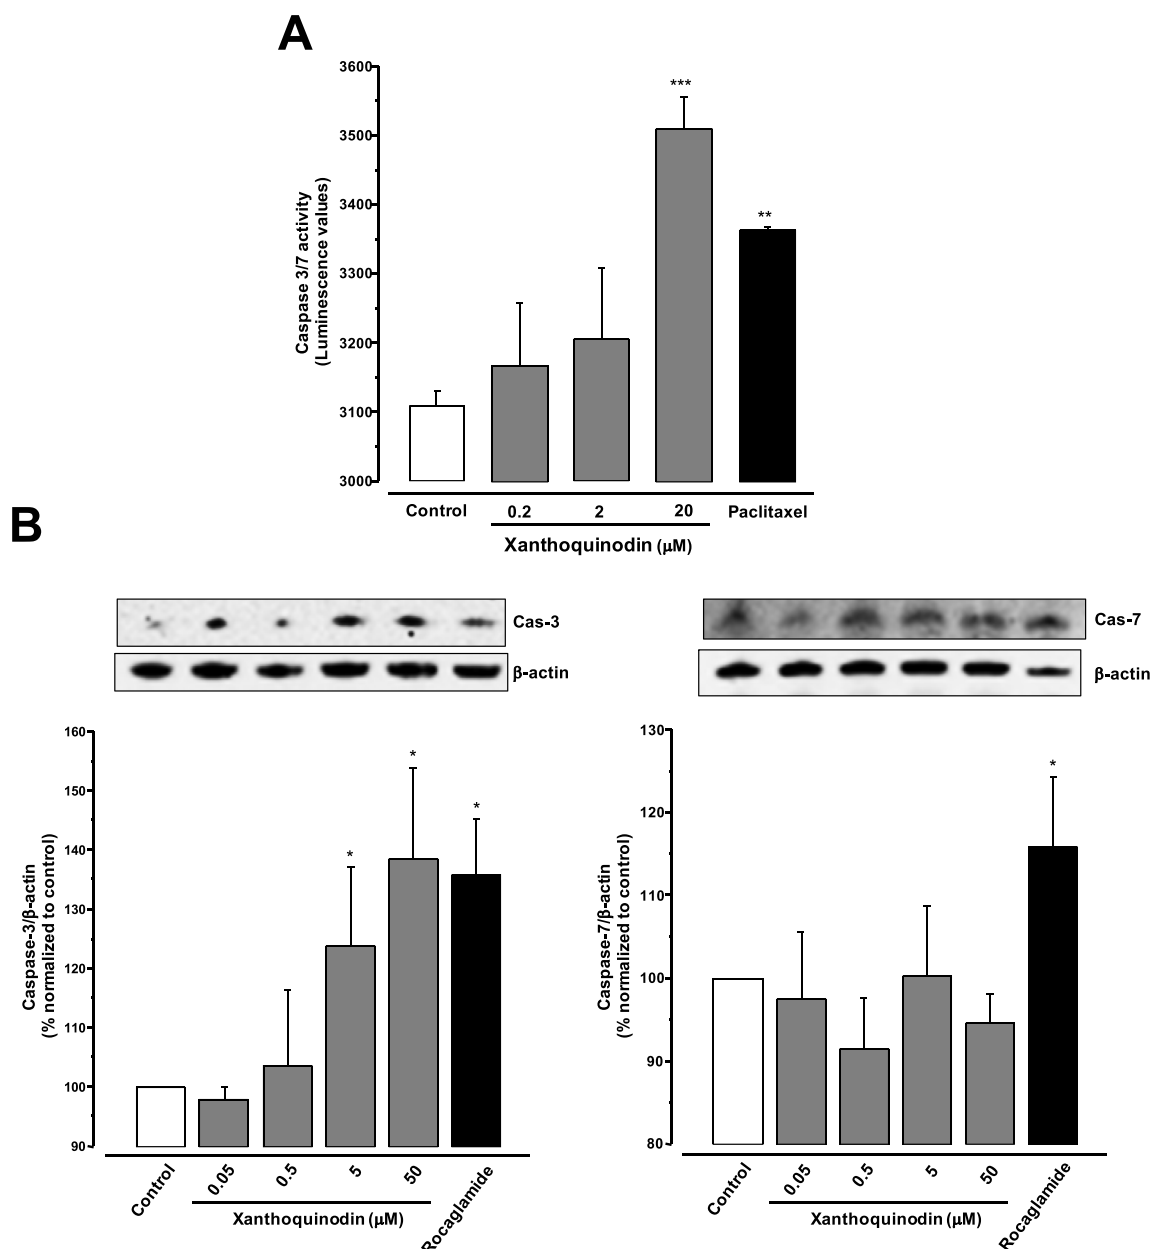 A
3600
3500
3400
3300
3200
3100
3000
Caspase 3/7 activity
(Luminescence values)
***
**
Control 0.2 2 20 Paclitaxel
Xanthoquinodin (μM)
B
Cas-3
β-actin
160
150
140
130
120
110
100
90
Caspase-3/β-actin
(% normalized to control)
*
*
*
Control 0.05 0.5 5 50 Rocaglamide
Xanthoquinodin (μM)
Cas-7
β-actin
130
120
110
100
90
80
Caspase-7/β-actin
(% normalized to control)
*
Control 0.05 0.5 5 50 Rocaglamide
Xanthoquinodin (μM)